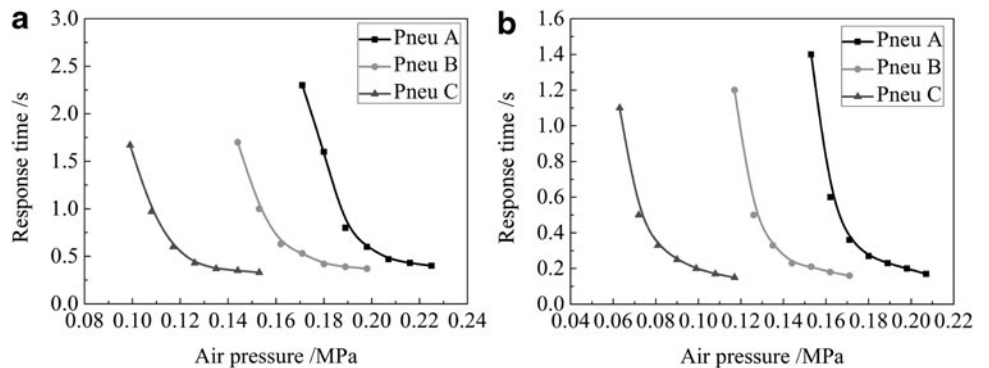 a
3.0
2.5
2.0
1.5
1.0
0.5
0.0
Response time /s
Pneu A
Pneu B
Pneu C
0.08 0.10 0.12 0.14 0.16 0.18 0.20 0.22 0.24
Air pressure /MPa
b
1.6
1.4
1.2
1.0
0.8
0.6
0.4
0.2
0.0
Response time /s
Pneu A
Pneu B
Pneu C
0.04 0.06 0.08 0.10 0.12 0.14 0.16 0.18 0.20 0.22
Air pressure /MPa